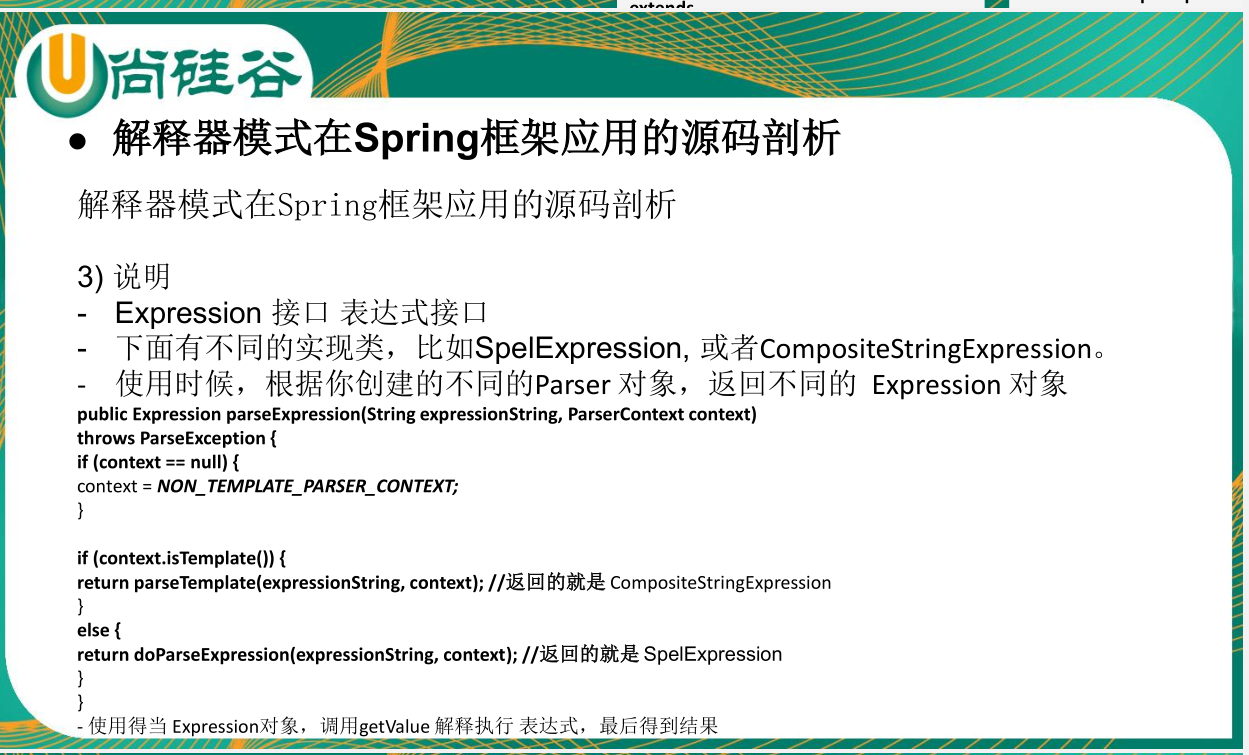 extends
尚硅谷
● 解释器模式在Spring框架应用的源码剖析
解释器模式在Spring框架应用的源码剖析
3) 说明
- Expression 接口 表达式接口
- 下面有不同的实现类，比如SpelExpression, 或者CompositeStringExpression。
- 使用时候，根据你创建的不同的Parser 对象，返回不同的 Expression 对象
public Expression parseExpression(String expressionString, ParserContext context)
throws ParseException {
if (context == null) {
context = NON_TEMPLATE_PARSER_CONTEXT;
}
if (context.isTemplate()) {
return parseTemplate(expressionString, context); //返回的就是 CompositeStringExpression
}
else {
return doParseExpression(expressionString, context); //返回的就是 SpelExpression
}
}
- 使用得当 Expression对象，调用getValue 解释执行 表达式，最后得到结果